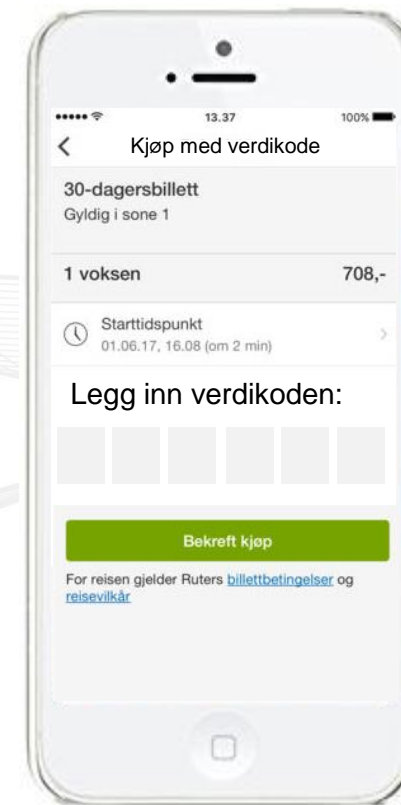 13.37
100%
Kjøp med verdikode
30-dagersbillett
Gyldig i sone 1
1 voksen 708,-
Starttidspunkt
01.06.17, 16.08 (om 2 min)
Legg inn verdikoden:
Bekreft kjøp
For reisen gjelder Ruters billettbetingelser og
reisevilkår